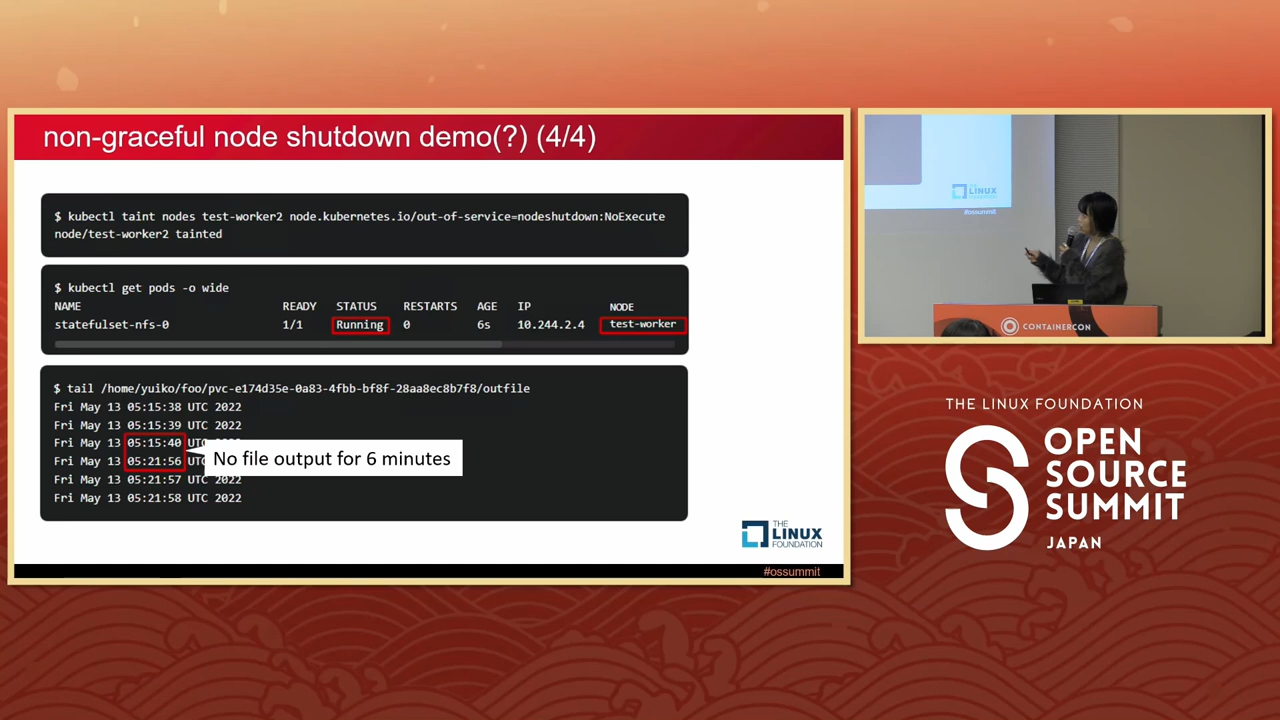 non-graceful node shutdown demo(?) (4/4)
$ kubectl taint nodes test-worker2 node.kubernetes.io/out-of-service=nodeshutdown:NoExecute
node/test-worker2 tainted
$ kubectl get pods -o wide
NAME READY STATUS RESTARTS AGE IP NODE
statefulset-nfs-0 1/1 Running 0 6s 10.244.2.4 test-worker
$ tail /home/yuiko/foo/pvc-e174d35e-0a83-4fbb-bf8f-28aa8ec8b7f8/outfile
Fri May 13 05:15:38 UTC 2022
Fri May 13 05:15:39 UTC 2022
Fri May 13 05:15:40
Fri May 13 05:21:56
Fri May 13 05:21:57 UTC 2022
Fri May 13 05:21:58 UTC 2022
No file output for 6 minutes
THE
LINUX
FOUNDATION
#ossummit
THE
LINUX
FOUNDATION
#ossummit
CONTAINERCON
THE LINUX FOUNDATION
OPEN
SOURCE
SUMMIT
JAPAN